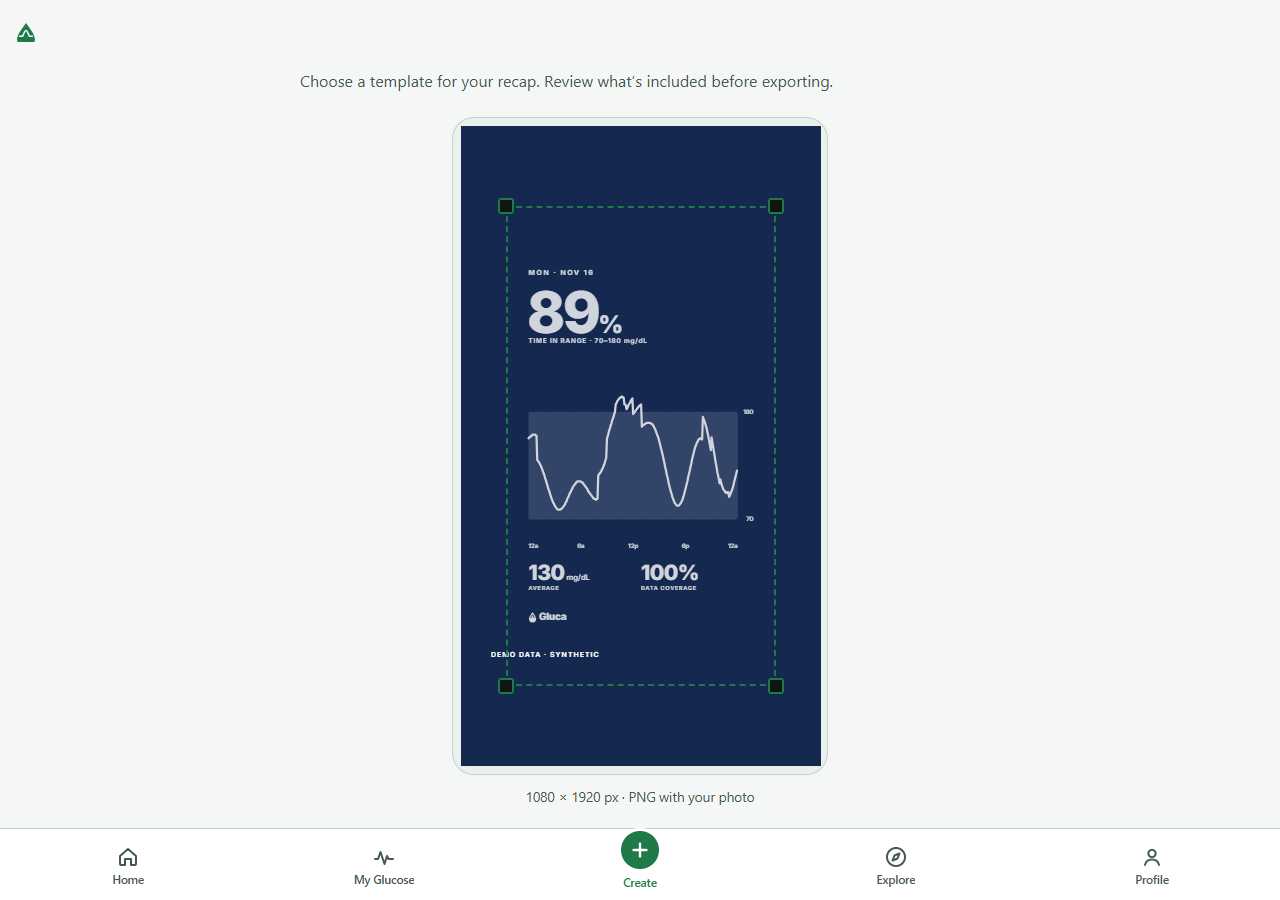 Choose a template for your recap. Review what's included before exporting.
MON · NOV 16
89%
TIME IN RANGE · 70–180 mg/dL
180
70
12a 6a 12p 6p 12a
130 mg/dL 100%
AVERAGE DATA COVERAGE
Gluca
DEMO DATA · SYNTHETIC
1080 × 1920 px · PNG with your photo
Home My Glucose Create Explore Profile